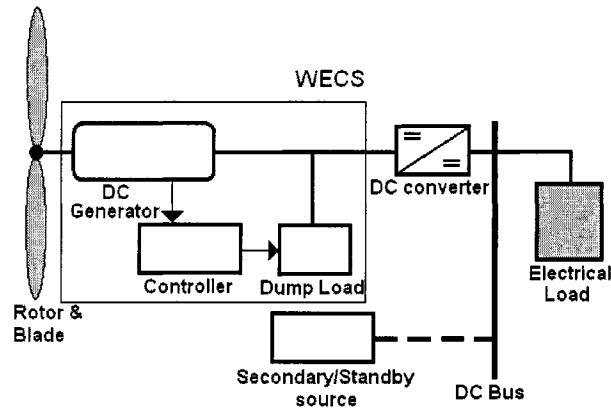 WECS
DC
Generator
DC converter
Controller
Dump Load
Electrical
Load
Rotor &
Blade
Secondary/Standby
source
DC Bus